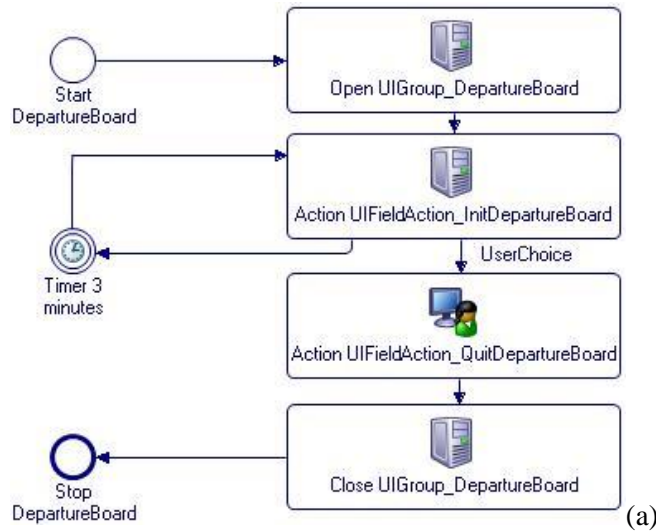 Open UIGroup_DepartureBoard
Start
DepartureBoard
Action UIFieldAction_InitDepartureBoard
UserChoice
Timer 3
minutes
Action UIFieldAction_QuitDepartureBoard
Close UIGroup_DepartureBoard
Stop
DepartureBoard
(a)